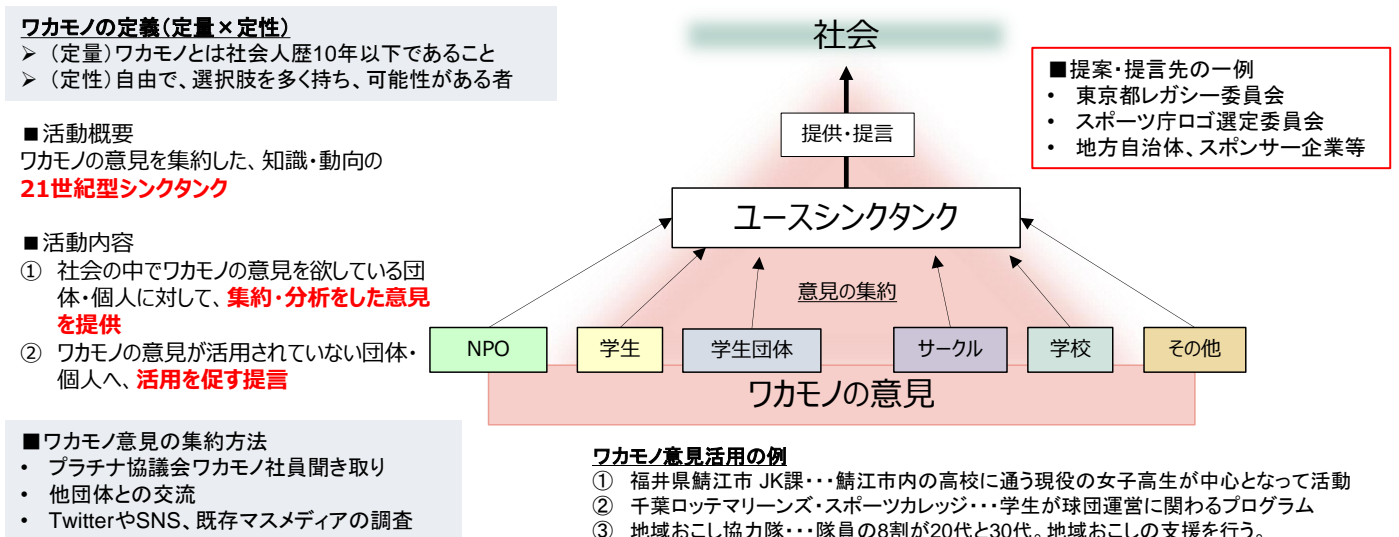 ワカモノの定義（定量×定性）
➢ （定量）ワカモノとは社会人歴10年以下であること
➢ （定性）自由で、選択肢を多く持ち、可能性がある者
■活動概要
ワカモノの意見を集約した、知識・動向の
21世紀型シンクタンク
■活動内容
① 社会の中でワカモノの意見を欲している団
体・個人に対して、集約・分析をした意見
を提供
② ワカモノの意見が活用されていない団体・
個人へ、活用を促す提言
■ワカモノ意見の集約方法
• プラチナ協議会ワカモノ社員聞き取り
• 他団体との交流
• TwitterやSNS、既存マスメディアの調査
社会
提供・提言
ユースシンクタンク
意見の集約
NPO
学生
学生団体
サークル
学校
その他
ワカモノの意見
■提案・提言先の一例
• 東京都レガシー委員会
• スポーツ庁ロゴ選定委員会
• 地方自治体、スポンサー企業等
ワカモノ意見活用の例
① 福井県鯖江市 JK課・・・鯖江市内の高校に通う現役の女子高生が中心となって活動
② 千葉ロッテマリーンズ・スポーツカレッジ・・・学生が球団運営に関わるプログラム
③ 地域おこし協力隊・・・隊員の8割が20代と30代。地域おこしの支援を行う。